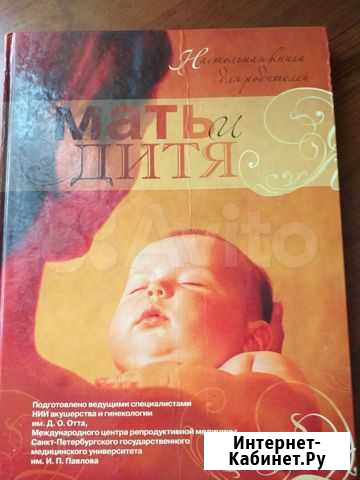 Настольная книга
для родителей
Мать и
дитя
Avito
Подготовлено ведущими специалистами
НИИ акушерства и гинекологии
им. Д. О. Отта,
Международного центра репродуктивной медицины,
Санкт-Петербургского государственного
медицинского университета
им. И. П. Павлова
Интернет-
Кабинет.Ру